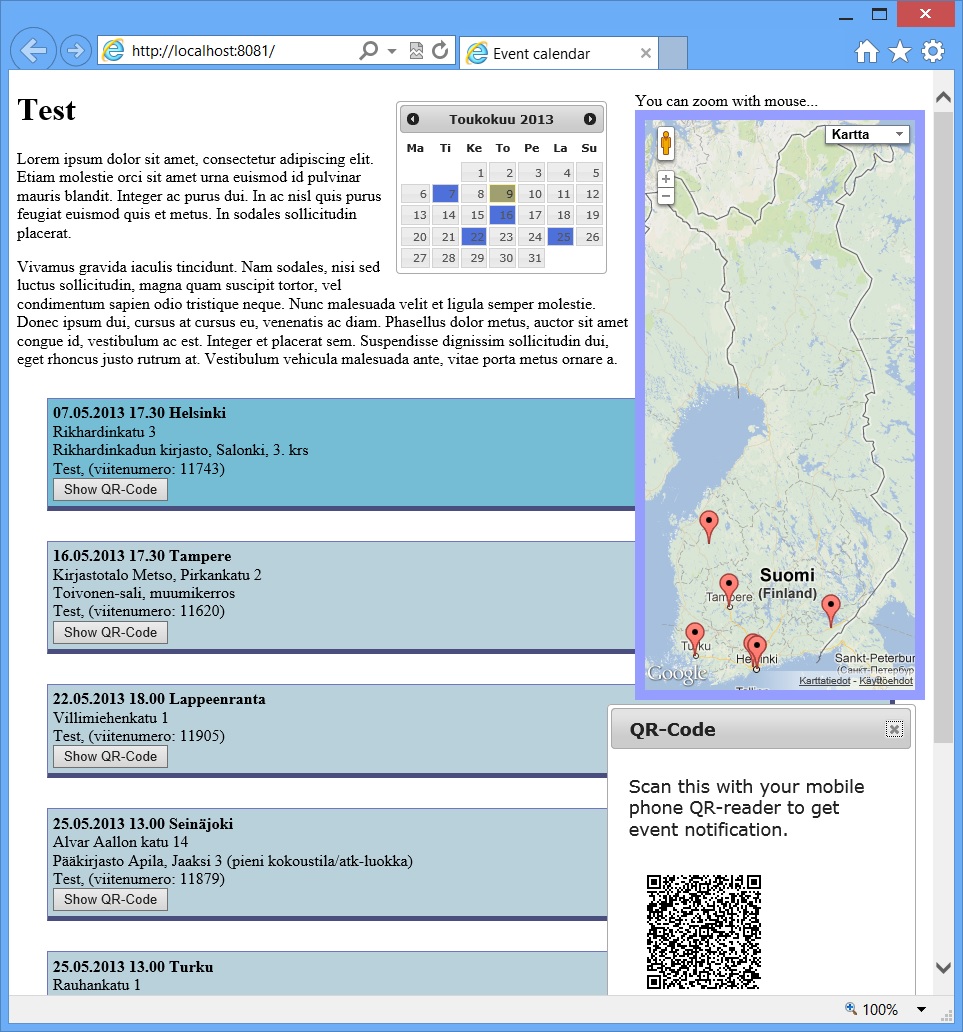 http://localhost:8081/
Event calendar
Test
Lorem ipsum dolor sit amet, consectetur adipiscing elit.
Etiam molestie orci sit amet urna euismod id pulvinar
mauris blandit. Integer ac purus dui. In ac nisl quis purus
feugiat euismod quis et metus. In sodales sollicitudin
placerat.
Vivamus gravida iaculis tincidunt. Nam sodales, nisi sed
luctus sollicitudin, magna quam suscipit tortor, vel
condimentum sapien odio tristique neque. Nunc malesuada velit et ligula semper molestie.
Donec ipsum dui, cursus at cursus eu, venenatis ac diam. Phasellus dolor metus, auctor sit amet
congue id, vestibulum ac est. Integer et placerat sem. Suspendisse dignissim sollicitudin dui,
eget rhoncus justo rutrum at. Vestibulum vehicula malesuada ante, vitae porta metus ornare a.
Toukokuu 2013
Ma Ti Ke To Pe La Su
1 2 3 4 5
6 7 8 9 10 11 12
13 14 15 16 17 18 19
20 21 22 23 24 25 26
27 28 29 30 31
You can zoom with mouse...
Kartta
Suomi
(Finland)
Tampere
Turku
Helsinki
Sankt-Peterbur
(Санкт-Петербур
Google
Karttatiedot - Käyttöehdot
07.05.2013 17.30 Helsinki
Rikhardinkatu 3
Rikhardinkadun kirjasto, Salonki, 3. krs
Test, (viitenumero: 11743)
Show QR-Code
16.05.2013 17.30 Tampere
Kirjastotalo Metso, Pirkankatu 2
Toivonen-sali, muumikerros
Test, (viitenumero: 11620)
Show QR-Code
22.05.2013 18.00 Lappeenranta
Villimiehenkatu 1
Test, (viitenumero: 11905)
Show QR-Code
25.05.2013 13.00 Seinäjoki
Alvar Aallon katu 14
Pääkirjasto Apila, Jaaksi 3 (pieni kokoustila/atk-luokka)
Test, (viitenumero: 11879)
Show QR-Code
25.05.2013 13.00 Turku
Rauhankatu 1
QR-Code
Scan this with your mobile
phone QR-reader to get
event notification.
100%